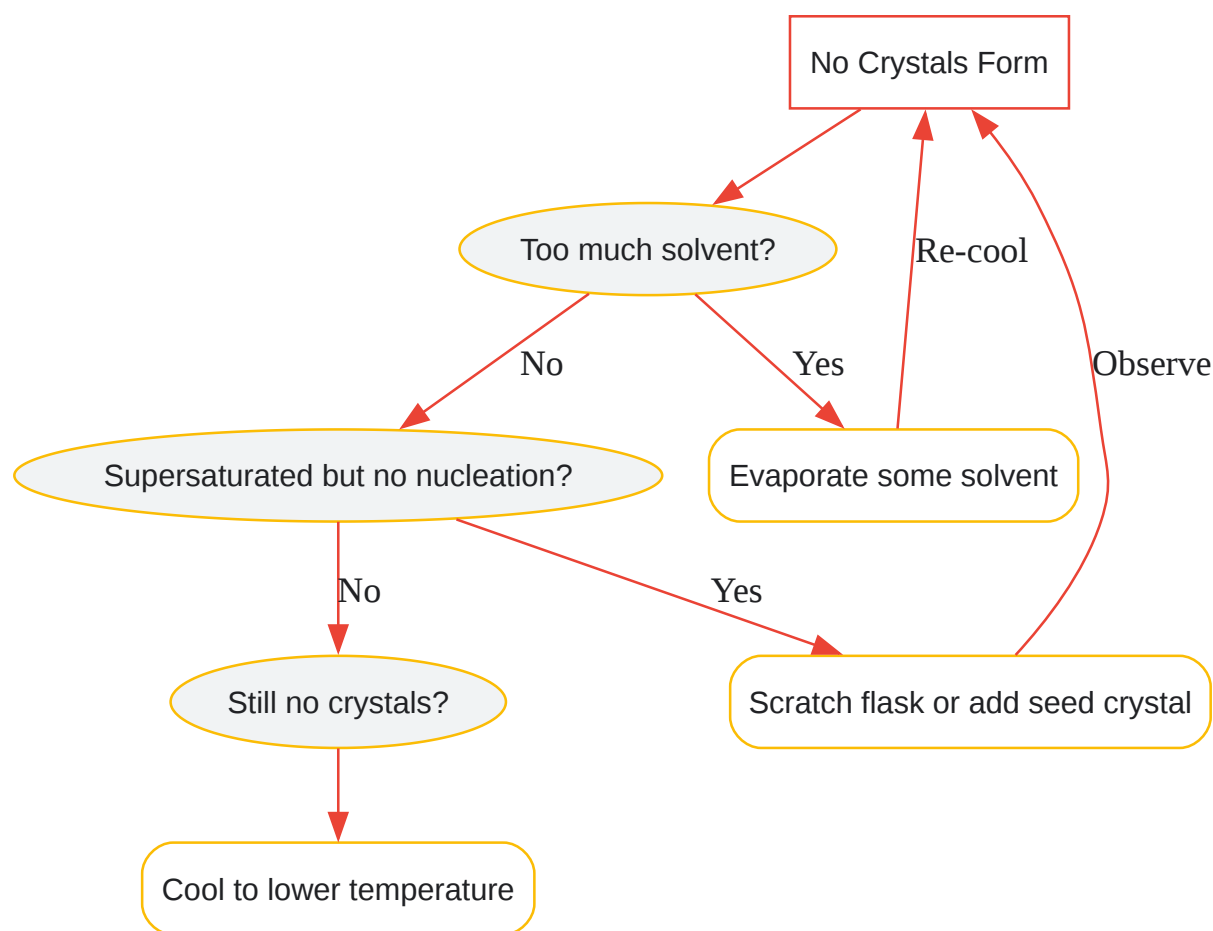 No Crystals Form
Too much solvent?
Re-cool
No
Yes
Observe
Supersaturated but no nucleation?
Evaporate some solvent
No
Yes
Still no crystals?
Scratch flask or add seed crystal
Cool to lower temperature